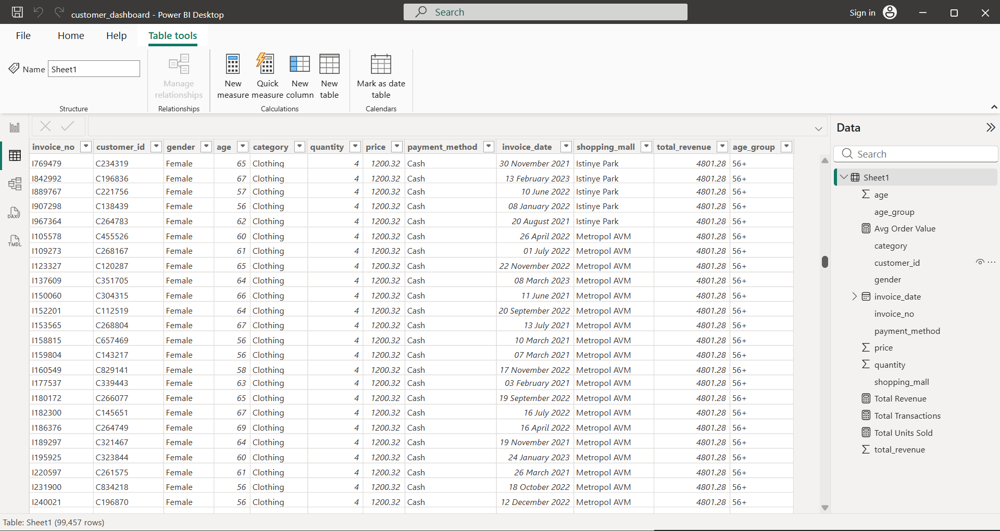 customer_dashboard - Power BI Desktop
Search
Sign in
File Home Help Table tools
Name Sheet1
Manage relationships
New measure
Quick measure
New column
New table
Mark as date table
Structure
Relationships
Calculations
Calendars
DAX
TMDL
invoice_no customer_id gender age category quantity price payment_method invoice_date shopping_mall total_revenue age_group
I769479 C234319 Female 65 Clothing 4 1200.32 Cash 30 November 2021 Istinye Park 4801.28 56+
I842992 C196836 Female 67 Clothing 4 1200.32 Cash 13 February 2023 Istinye Park 4801.28 56+
I889767 C221756 Female 57 Clothing 4 1200.32 Cash 10 June 2022 Istinye Park 4801.28 56+
I907298 C138439 Female 56 Clothing 4 1200.32 Cash 08 January 2022 Istinye Park 4801.28 56+
I967364 C264783 Female 62 Clothing 4 1200.32 Cash 20 August 2021 Istinye Park 4801.28 56+
I105578 C455526 Female 60 Clothing 4 1200.32 Cash 26 April 2022 Metropol AVM 4801.28 56+
I109273 C268167 Female 61 Clothing 4 1200.32 Cash 01 July 2022 Metropol AVM 4801.28 56+
I123327 C120287 Female 65 Clothing 4 1200.32 Cash 22 November 2022 Metropol AVM 4801.28 56+
I137609 C351705 Female 64 Clothing 4 1200.32 Cash 08 March 2023 Metropol AVM 4801.28 56+
I150060 C304315 Female 66 Clothing 4 1200.32 Cash 11 June 2021 Metropol AVM 4801.28 56+
I152201 C112519 Female 64 Clothing 4 1200.32 Cash 20 September 2022 Metropol AVM 4801.28 56+
I153565 C268804 Female 67 Clothing 4 1200.32 Cash 13 July 2021 Metropol AVM 4801.28 56+
I158815 C657469 Female 56 Clothing 4 1200.32 Cash 10 March 2021 Metropol AVM 4801.28 56+
I159804 C143217 Female 56 Clothing 4 1200.32 Cash 07 March 2021 Metropol AVM 4801.28 56+
I160549 C829141 Female 58 Clothing 4 1200.32 Cash 17 November 2022 Metropol AVM 4801.28 56+
I177537 C339443 Female 63 Clothing 4 1200.32 Cash 03 February 2021 Metropol AVM 4801.28 56+
I180172 C266077 Female 65 Clothing 4 1200.32 Cash 19 September 2022 Metropol AVM 4801.28 56+
I182300 C145651 Female 67 Clothing 4 1200.32 Cash 16 July 2022 Metropol AVM 4801.28 56+
I186376 C264749 Female 69 Clothing 4 1200.32 Cash 16 April 2022 Metropol AVM 4801.28 56+
I189297 C321467 Female 64 Clothing 4 1200.32 Cash 19 November 2021 Metropol AVM 4801.28 56+
I195925 C323844 Female 60 Clothing 4 1200.32 Cash 24 January 2023 Metropol AVM 4801.28 56+
I220597 C261575 Female 61 Clothing 4 1200.32 Cash 26 March 2021 Metropol AVM 4801.28 56+
I231900 C834218 Female 56 Clothing 4 1200.32 Cash 18 October 2022 Metropol AVM 4801.28 56+
I240021 C196870 Female 56 Clothing 4 1200.32 Cash 12 December 2022 Metropol AVM 4801.28 56+
Data
Search
Sheet1
age
age_group
Avg Order Value
category
customer_id
gender
invoice_date
invoice_no
payment_method
price
quantity
shopping_mall
Total Revenue
Total Transactions
Total Units Sold
total_revenue
Table: Sheet1 (99,457 rows)